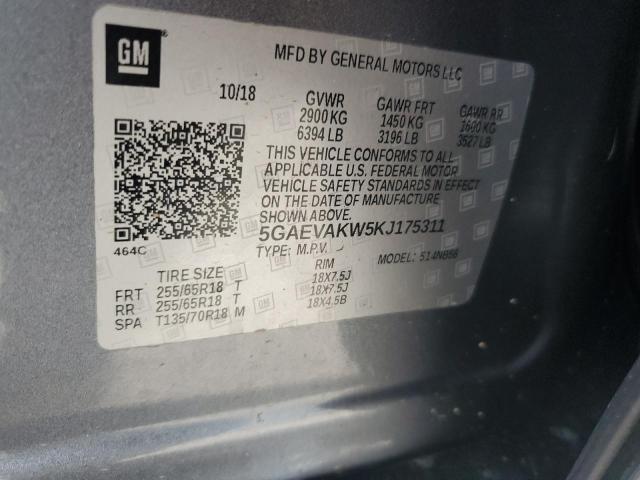 GM
MFD BY GENERAL MOTORS LLC
10/18 GVWR GAWR FRT GAWR RR
2900 KG 1450 KG 1600 KG
6394 LB 3196 LB 3527 LB
THIS VEHICLE CONFORMS TO ALL
APPLICABLE U.S. FEDERAL MOTOR
VEHICLE SAFETY STANDARDS IN EFFECT
ON THE DATE OF MANUFACTURE
SHOWN ABOVE.
464C 5GAEVAKW5KJ175311
TYPE: M.P.V. MODEL: 514NB56
TIRE SIZE RIM
FRT 255/65R18 T 18X7.5J
RR 255/65R18 T 18X7.5J
SPA T135/70R18 M 18X4.5B